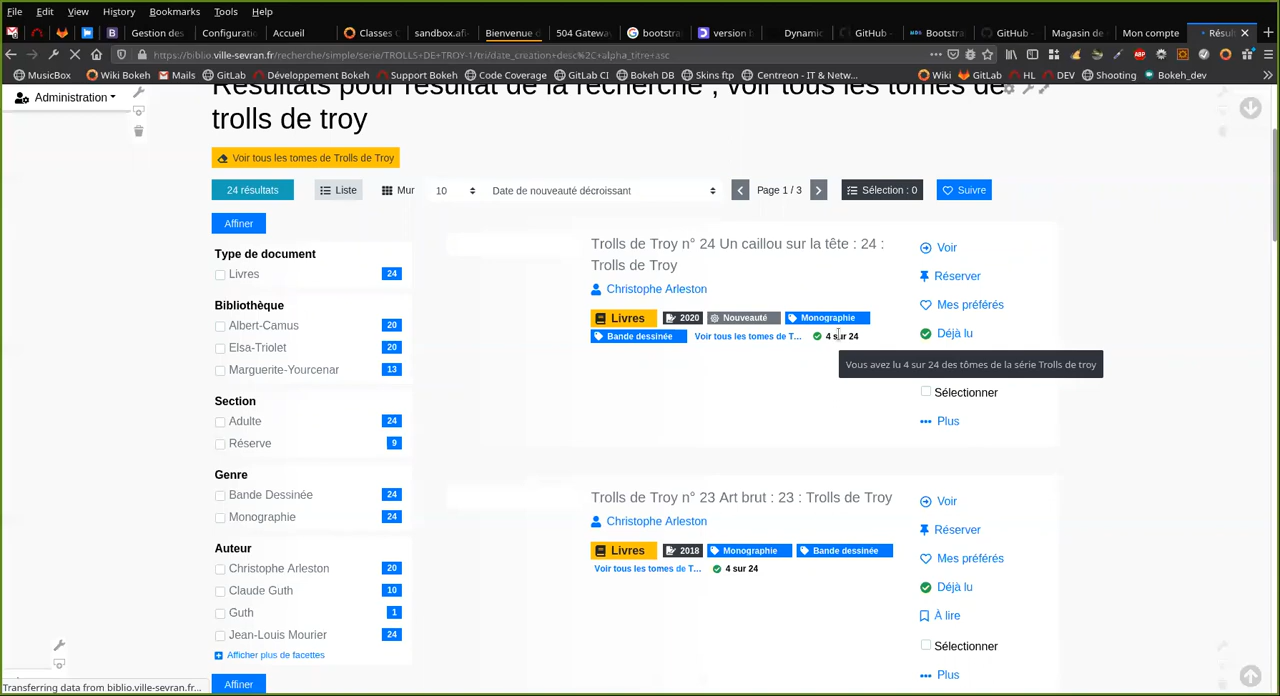 File Edit View History Bookmarks Tools Help
Gestion des Configuratio Accueil Classes C sandbox.afi- Bienvenue 504 Gateway bootstra version b Dynamic GitHub - Bootstra GitHub - Magasin de Mon compte Résult
https://biblio.ville-sevran.fr/recherche/simple/serie/TROLLS+DE+TROY-1/tri/date_creation+desc%2C+alpha_titre+asc
MusicBox Wiki Bokeh Mails GitLab Développement Bokeh Support Bokeh Code Coverage GitLab CI Bokeh DB Skins ftp Centreon - IT & Netw... Wiki GitLab HL DEV Shooting Bokeh_dev
Administration
Résultats pour résultat de la recherche , voir tous les tomes de
trolls de troy
Voir tous les tomes de Trolls de Troy
24 résultats Liste Mur 10 Date de nouveauté décroissant Page 1 / 3 Sélection : 0 Suivre
Affiner
Type de document
Livres 24
Bibliothèque
Albert-Camus 20
Elsa-Triolet 20
Marguerite-Yourcenar 13
Section
Adulte 24
Réserve 9
Genre
Bande Dessinée 24
Monographie 24
Auteur
Christophe Arleston 20
Claude Guth 10
Guth 1
Jean-Louis Mourier 24
Afficher plus de facettes
Affiner
Trolls de Troy n° 24 Un caillou sur la tête : 24 :
Trolls de Troy
Christophe Arleston
Livres 2020 Nouveauté Monographie
Bande dessinée Voir tous les tomes de T... 4 sur 24
Vous avez lu 4 sur 24 des tômes de la série Trolls de troy
Voir
Réserver
Mes préférés
Déjà lu
Sélectionner
Plus
Trolls de Troy n° 23 Art brut : 23 : Trolls de Troy
Christophe Arleston
Livres 2018 Monographie Bande dessinée
Voir tous les tomes de T... 4 sur 24
Voir
Réserver
Mes préférés
Déjà lu
À lire
Sélectionner
Plus
Transferring data from biblio.ville-sevran.fr...